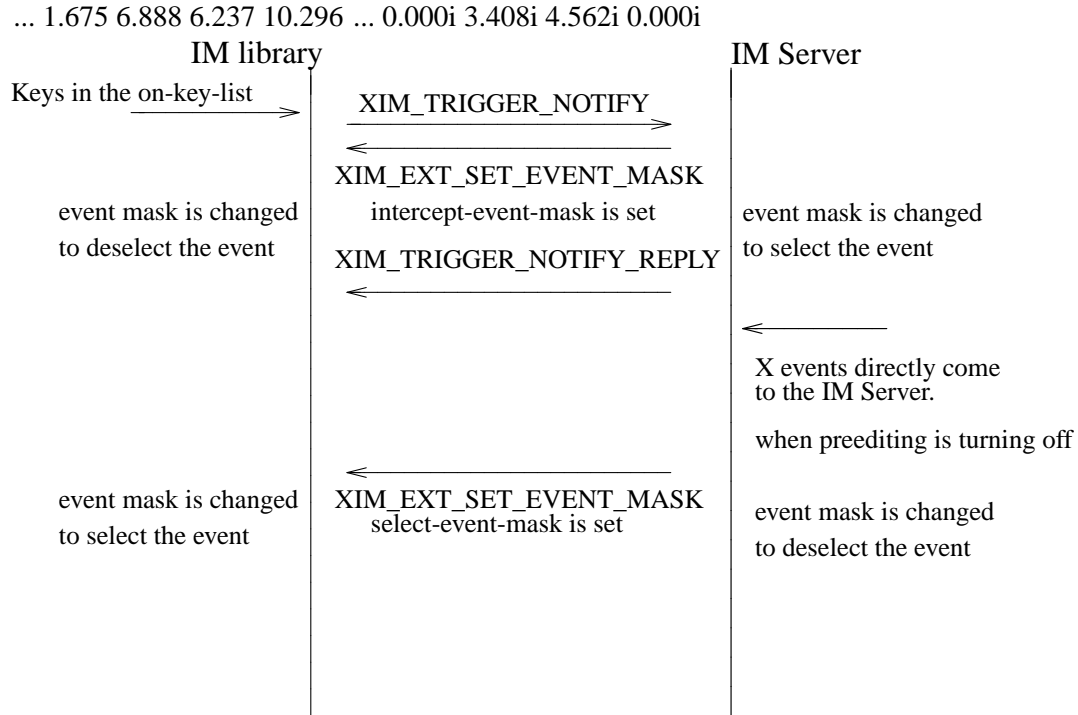 ... 1.675 6.888 6.237 10.296 ... 0.000i 3.408i 4.562i 0.000i
IM library
IM Server
Keys in the on-key-list
XIM_TRIGGER_NOTIFY
XIM_EXT_SET_EVENT_MASK
event mask is changed
to deselect the event
intercept-event-mask is set
event mask is changed
to select the event
XIM_TRIGGER_NOTIFY_REPLY
X events directly come
to the IM Server.
when preediting is turning off
event mask is changed
to select the event
XIM_EXT_SET_EVENT_MASK
select-event-mask is set
event mask is changed
to deselect the event